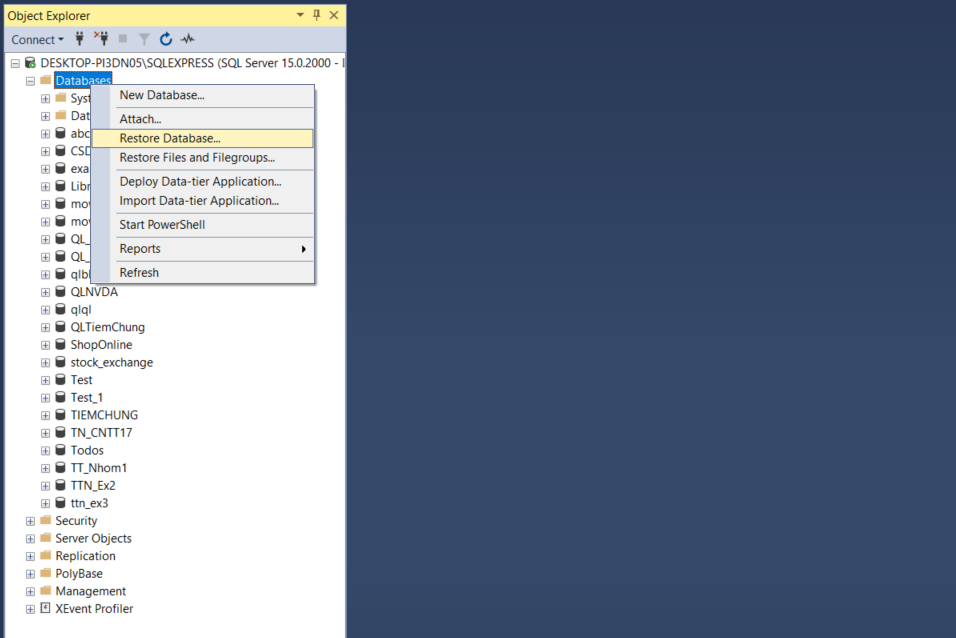 Object Explorer
Connect
DESKTOP-PI3DN05\SQLEXPRESS (SQL Server 15.0.2000 -
Databases
New Database...
Attach...
Restore Database...
Restore Files and Filegroups...
Deploy Data-tier Application...
Import Data-tier Application...
Start PowerShell
Reports
Refresh
Syst
Dat
abc
CSD
exa
Libr
mov
mov
QL_
QL_
qlbl
QLNVDA
qlql
QLTiemChung
ShopOnline
stock_exchange
Test
Test_1
TIEMCHUNG
TN_CNTT17
Todos
TT_Nhom1
TTN_Ex2
ttn_ex3
Security
Server Objects
Replication
PolyBase
Management
XEvent Profiler